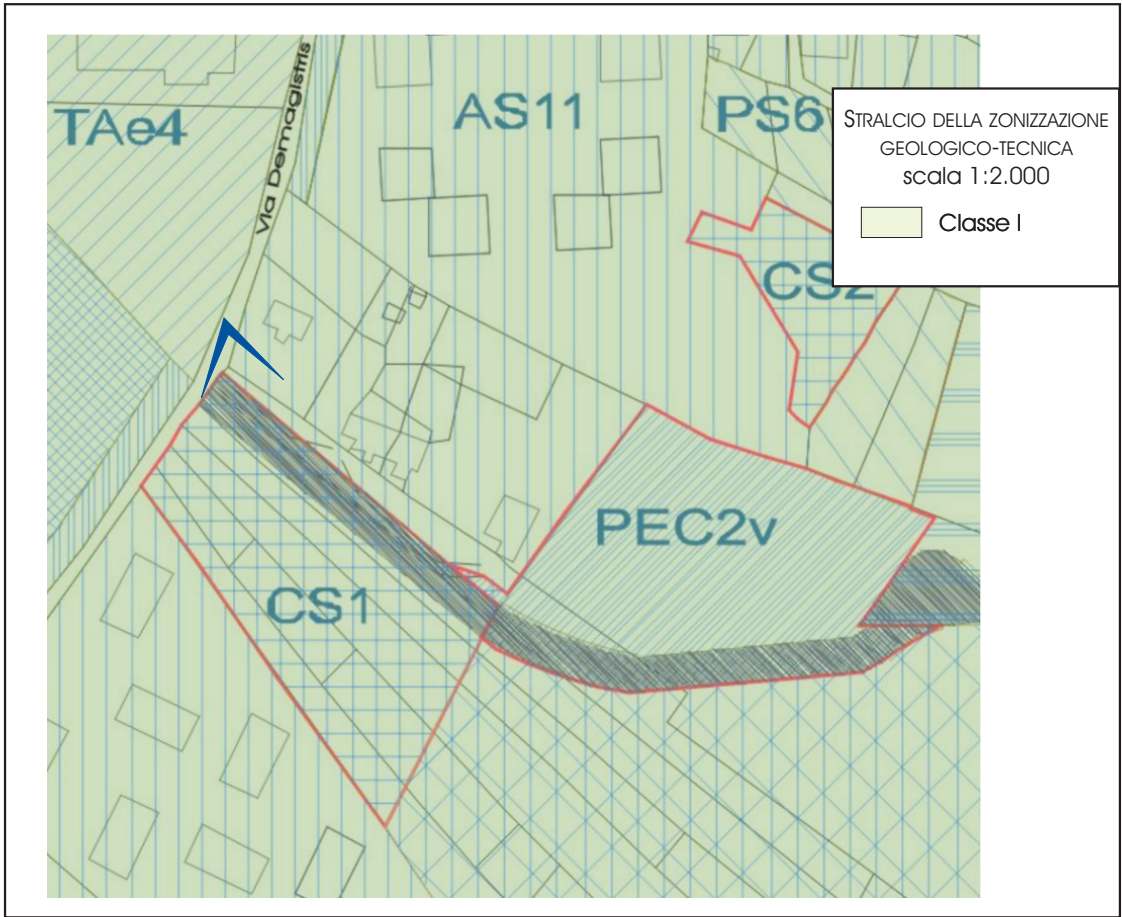 TAe4
Via Demagistris
AS11
PS6
STRALCIO DELLA ZONIZZAZIONE
GEOLOGICO-TECNICA
scala 1:2.000
Classe I
CS2
PEC2v
CS1